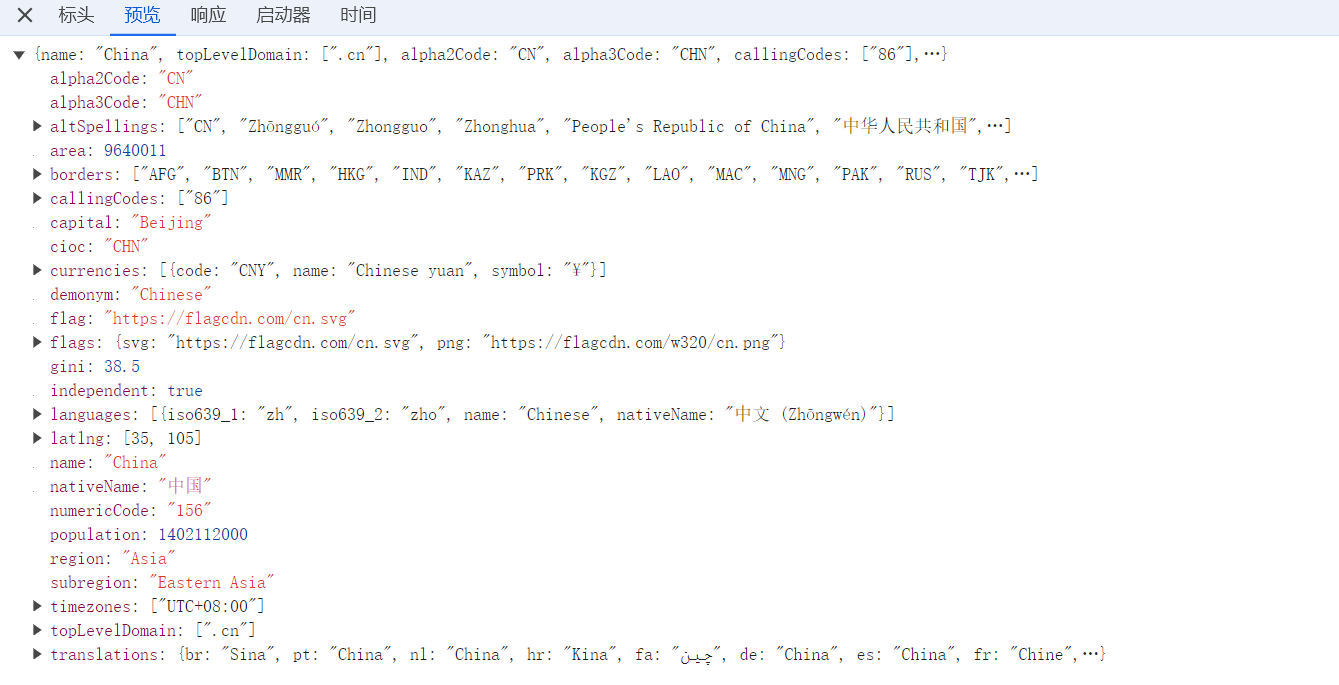 标头 预览 响应 启动器 时间
{name: "China", topLevelDomain: [".cn"], alpha2Code: "CN", alpha3Code: "CHN", callingCodes: ["86"],…}
alpha2Code: "CN"
alpha3Code: "CHN"
altSpellings: ["CN", "Zhōngguó", "Zhongguo", "Zhonghua", "People's Republic of China", "中华人民共和国",…]
area: 9640011
borders: ["AFG", "BTN", "MMR", "HKG", "IND", "KAZ", "PRK", "KGZ", "LAO", "MAC", "MNG", "PAK", "RUS", "TJK",…]
callingCodes: ["86"]
capital: "Beijing"
cioc: "CHN"
currencies: [{code: "CNY", name: "Chinese yuan", symbol: "¥"}]
demonym: "Chinese"
flag: "https://flagcdn.com/cn.svg"
flags: {svg: "https://flagcdn.com/cn.svg", png: "https://flagcdn.com/w320/cn.png"}
gini: 38.5
independent: true
languages: [{iso639_1: "zh", iso639_2: "zho", name: "Chinese", nativeName: "中文 (Zhōngwén)"}]
latlng: [35, 105]
name: "China"
nativeName: "中国"
numericCode: "156"
population: 1402112000
region: "Asia"
subregion: "Eastern Asia"
timezones: ["UTC+08:00"]
topLevelDomain: [".cn"]
translations: {br: "Sina", pt: "China", nl: "China", hr: "Kina", fa: "چین", de: "China", es: "China", fr: "Chine",…}